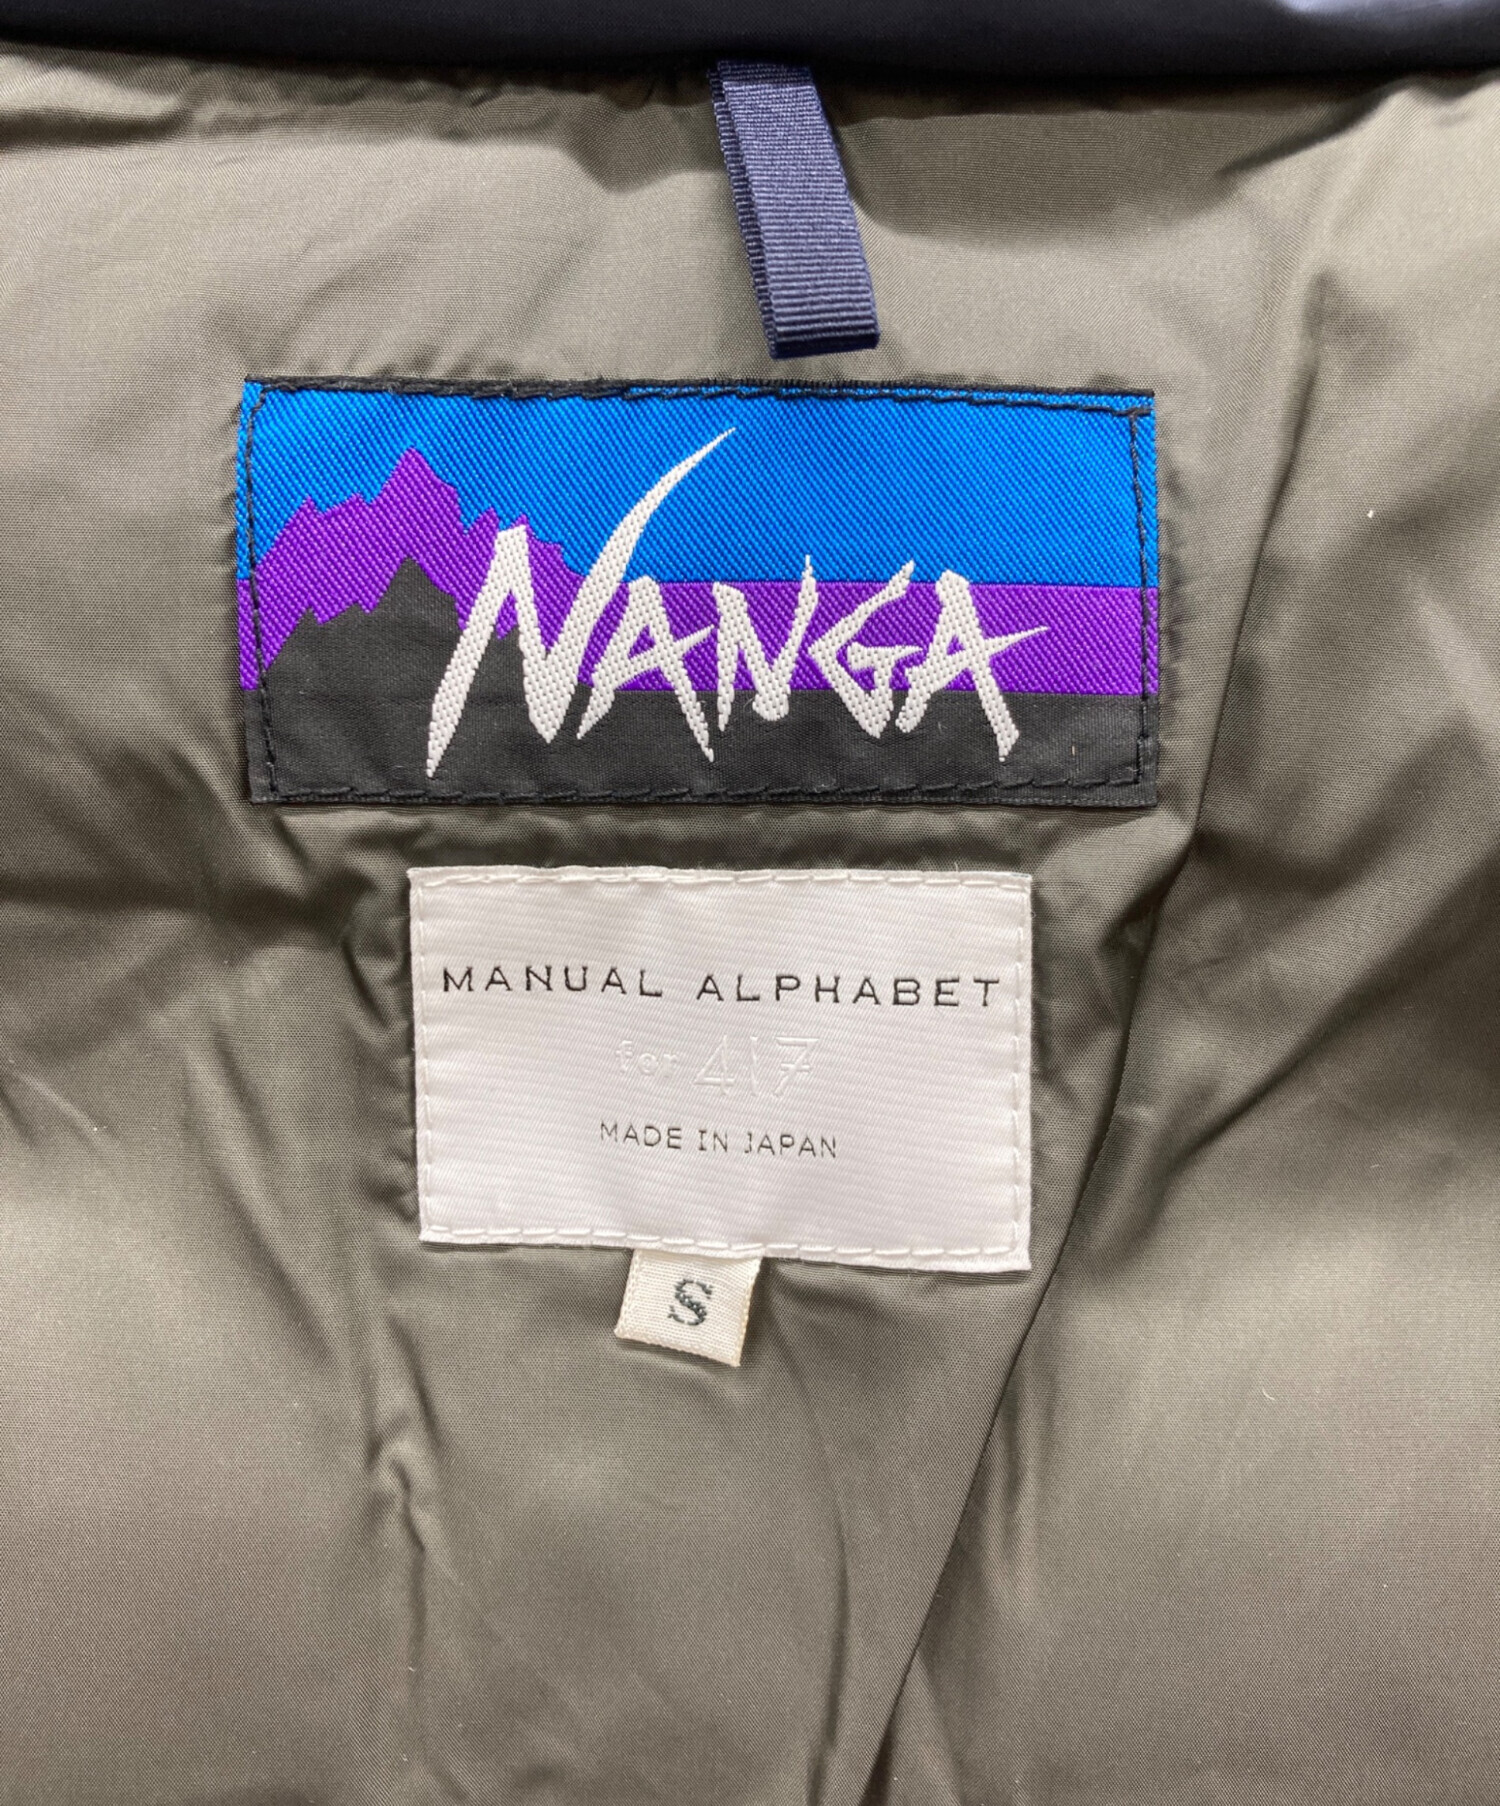 NANGA
MANUAL ALPHABET
for 417
MADE IN JAPAN
S